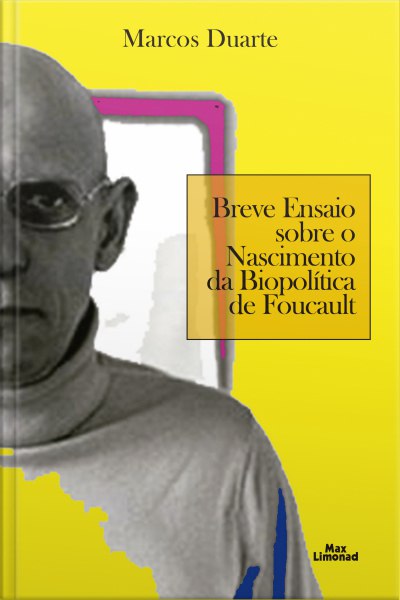 Marcos Duarte
Breve Ensaio
sobre o
Nascimento
da Biopolítica
de Foucault
Max
Limonad